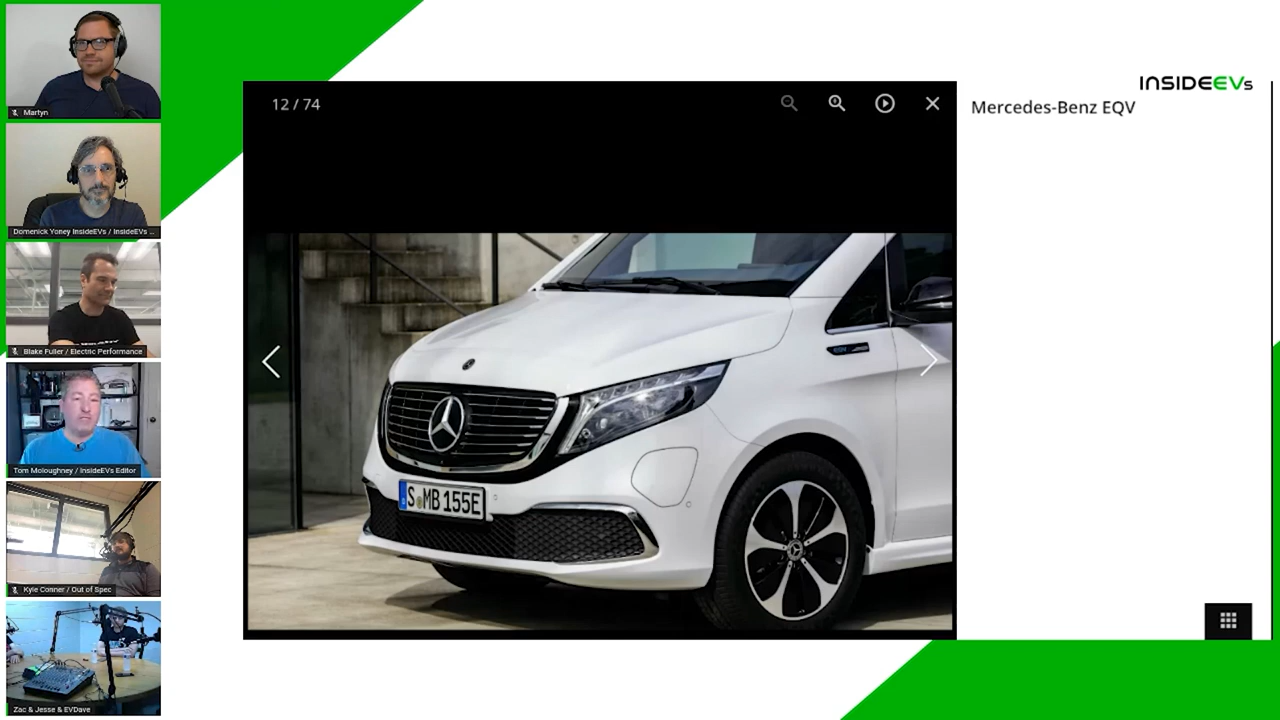 Martyn
Domenick Yoney InsideEVs / InsideEVs ...
Blake Fuller / Electric Performance
Tom Moloughney / InsideEVs Editor
Kyle Conner / Out of Spec
Zac & Jesse & EVDave
12 / 74
S MB 155E
INSIDEEVs
Mercedes-Benz EQV